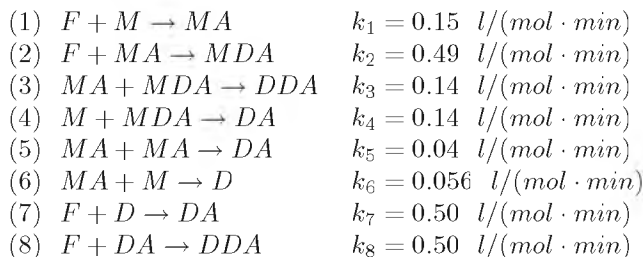 (1) F + M → MA k₁ = 0.15 l/(mol · min)
(2) F + MA → MDA k₂ = 0.49 l/(mol · min)
(3) MA + MDA → DDA k₃ = 0.14 l/(mol · min)
(4) M + MDA → DA k₄ = 0.14 l/(mol · min)
(5) MA + MA → DA k₅ = 0.04 l/(mol · min)
(6) MA + M → D k₆ = 0.056 l/(mol · min)
(7) F + D → DA k₇ = 0.50 l/(mol · min)
(8) F + DA → DDA k₈ = 0.50 l/(mol · min)